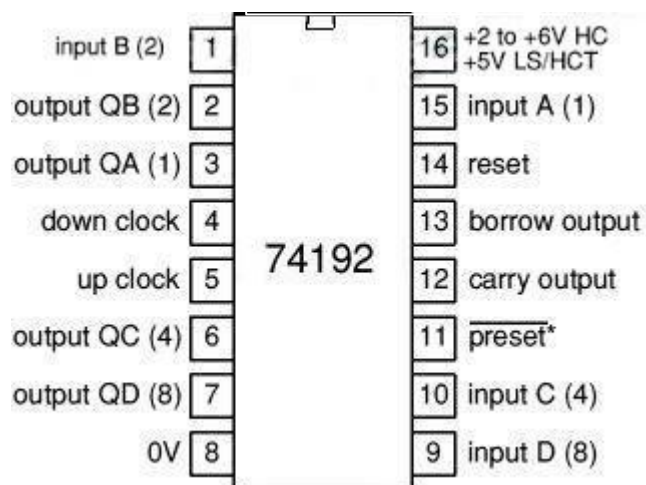 input B (2) 1
output QB (2) 2
output QA (1) 3
down clock 4
up clock 5
output QC (4) 6
output QD (8) 7
0V 8
74192
16 +2 to +6V HC
+5V LS/HCT
15 input A (1)
14 reset
13 borrow output
12 carry output
11 preset*
10 input C (4)
9 input D (8)